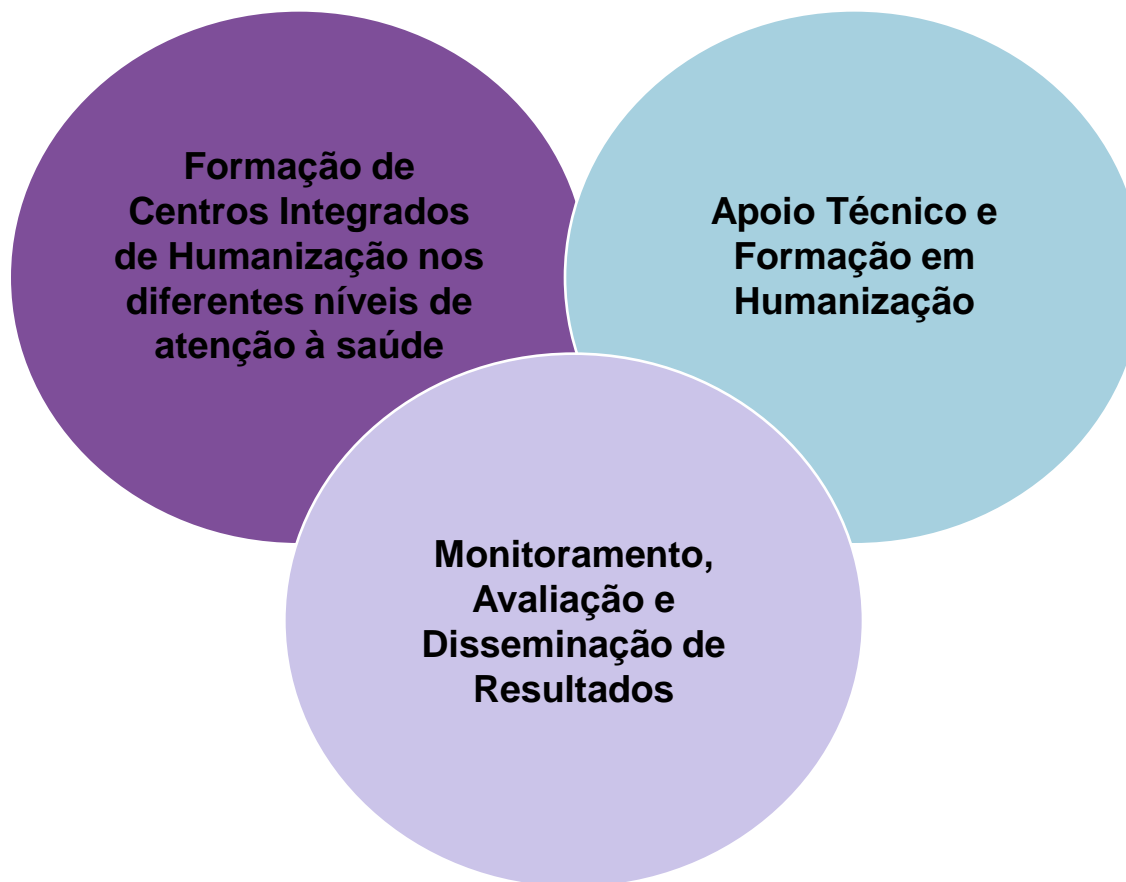 Formação de
Centros Integrados
de Humanização nos
diferentes níveis de
atenção à saúde
Apoio Técnico e
Formação em
Humanização
Monitoramento,
Avaliação e
Disseminação de
Resultados